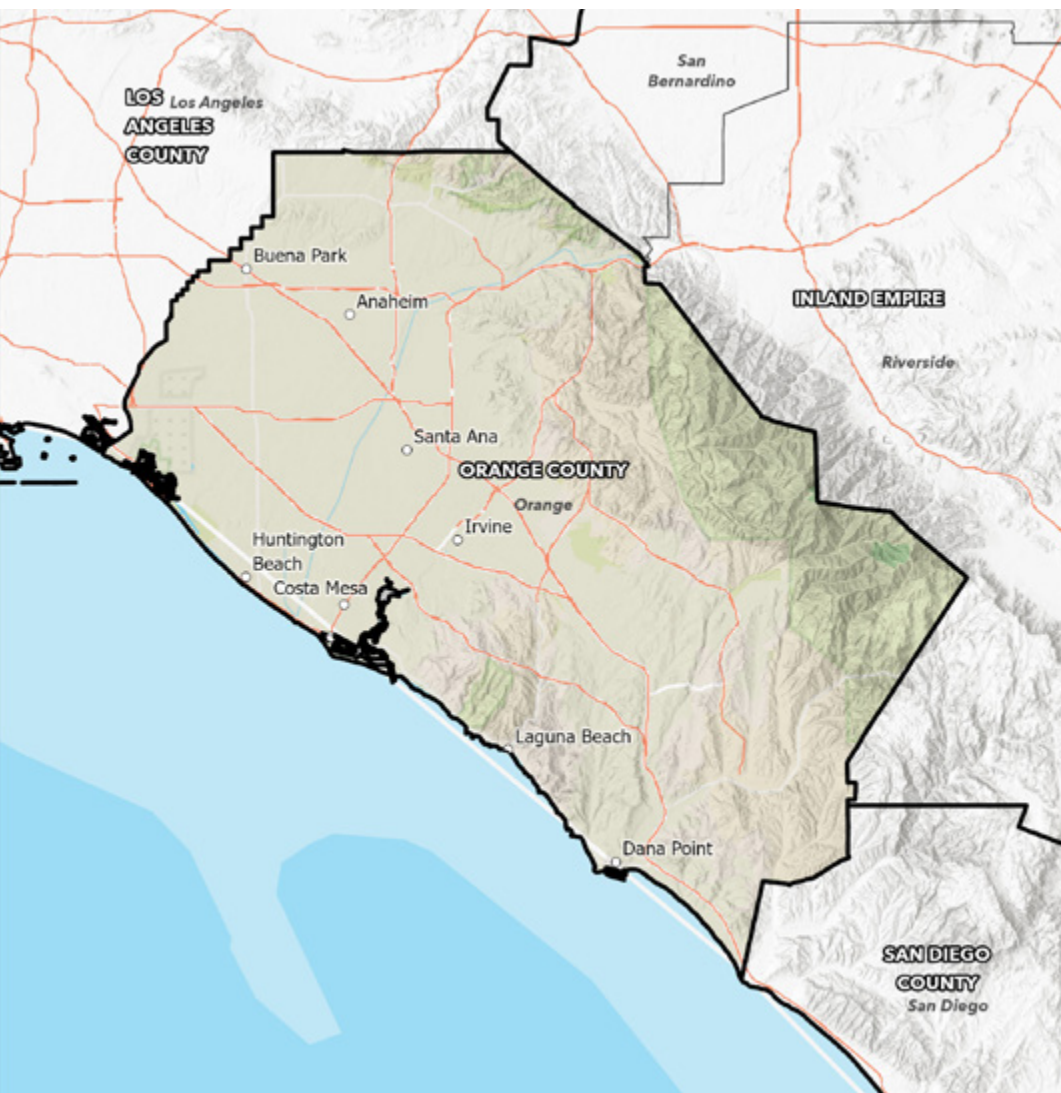 San
Bernardino
LOS
Los Angeles
ANGELES
COUNTY
Buena Park
Anaheim
INLAND EMPIRE
Riverside
Santa Ana
ORANGE COUNTY
Orange
Irvine
Huntington
Beach
Costa Mesa
Laguna Beach
Dana Point
SAN DIEGO
COUNTY
San Diego